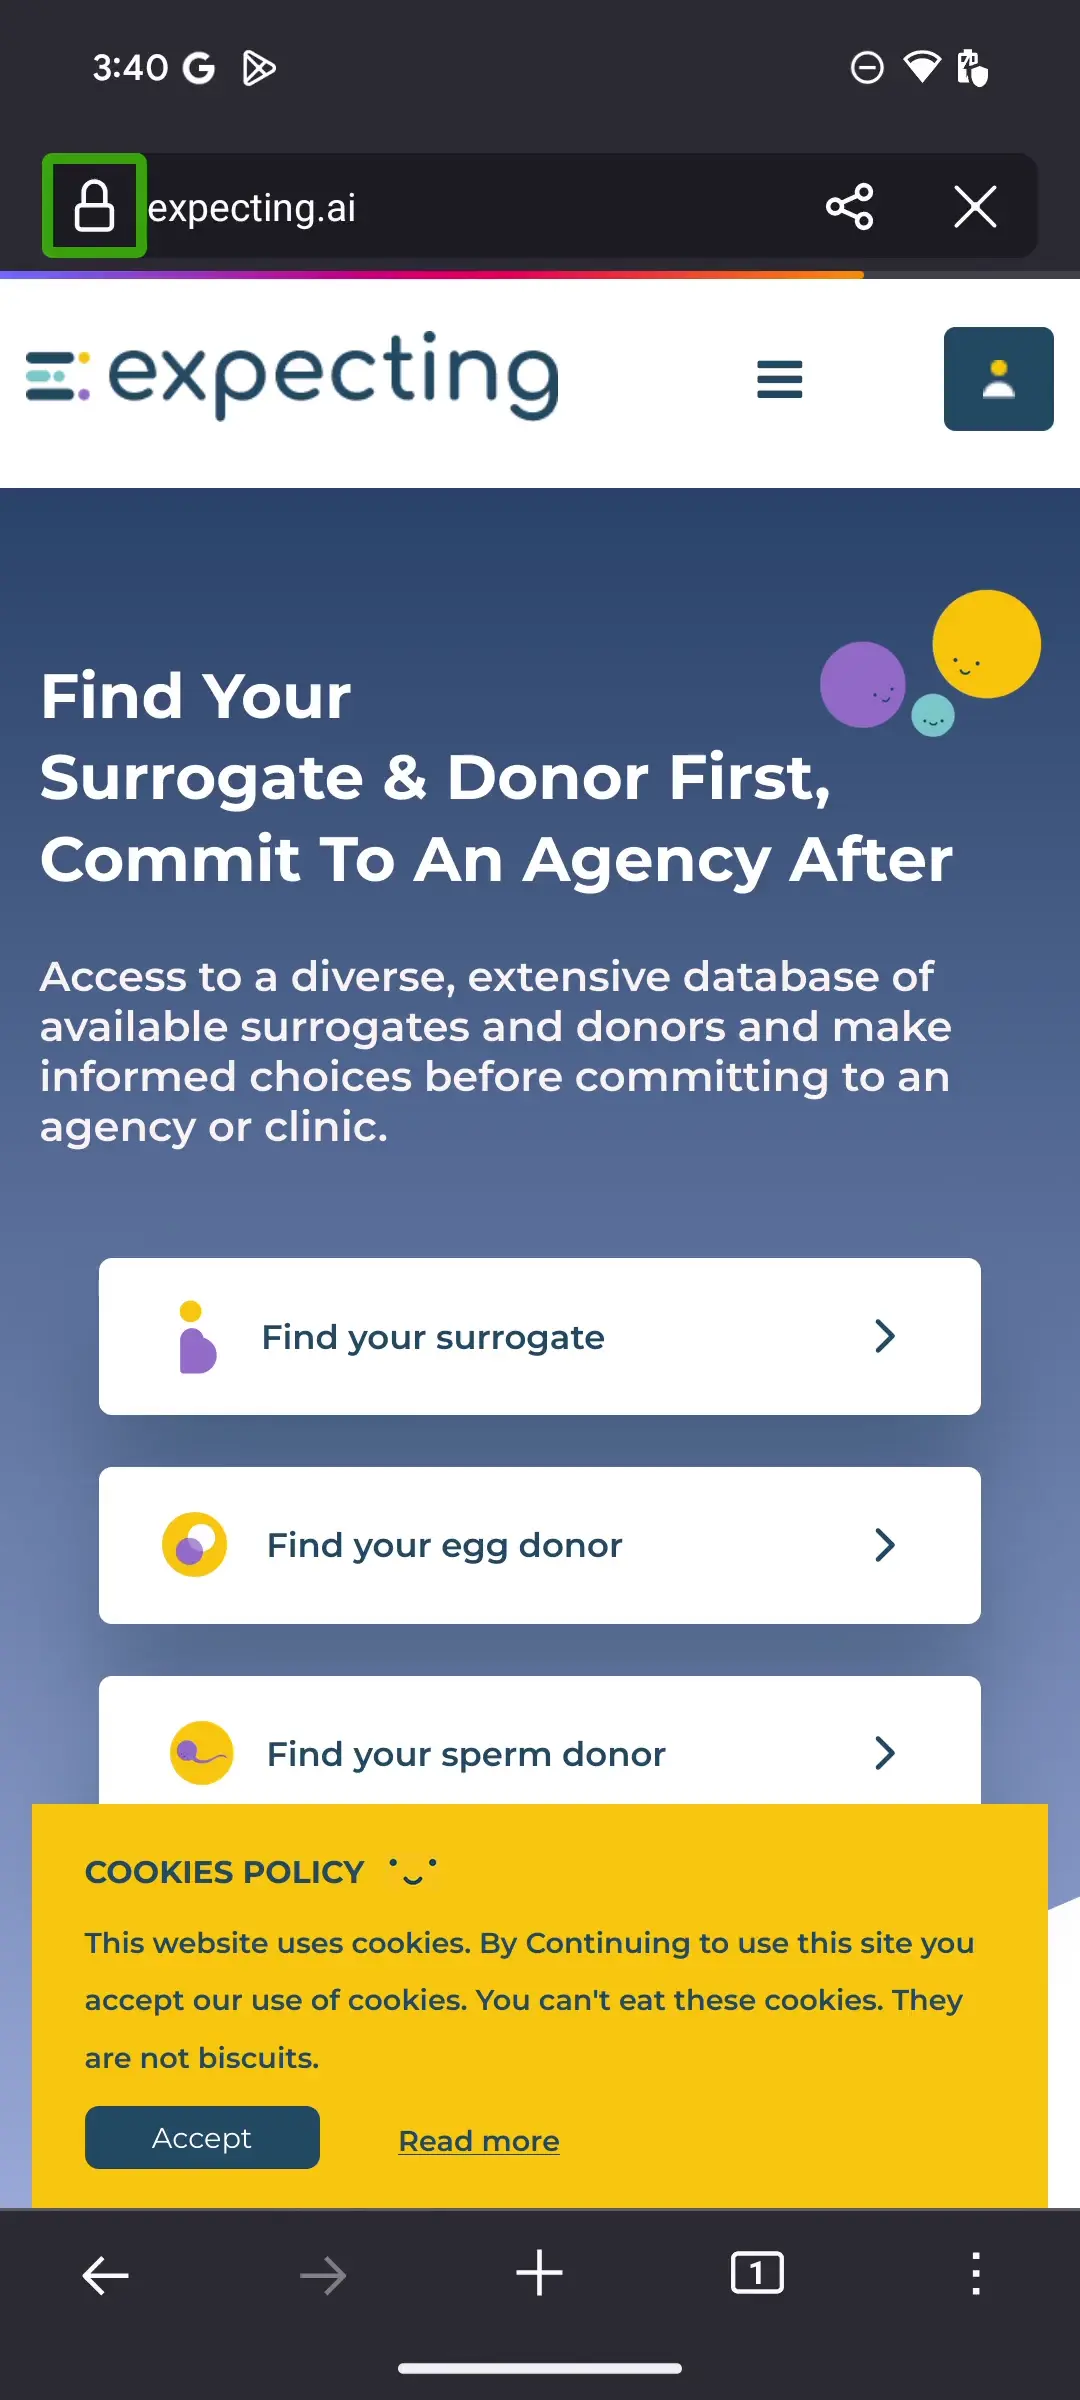 3:40
expecting.ai
expecting
Find Your
Surrogate & Donor First,
Commit To An Agency After
Access to a diverse, extensive database of
available surrogates and donors and make
informed choices before committing to an
agency or clinic.
Find your surrogate
Find your egg donor
Find your sperm donor
COOKIES POLICY
This website uses cookies. By Continuing to use this site you
accept our use of cookies. You can't eat these cookies. They
are not biscuits.
Accept
Read more
1